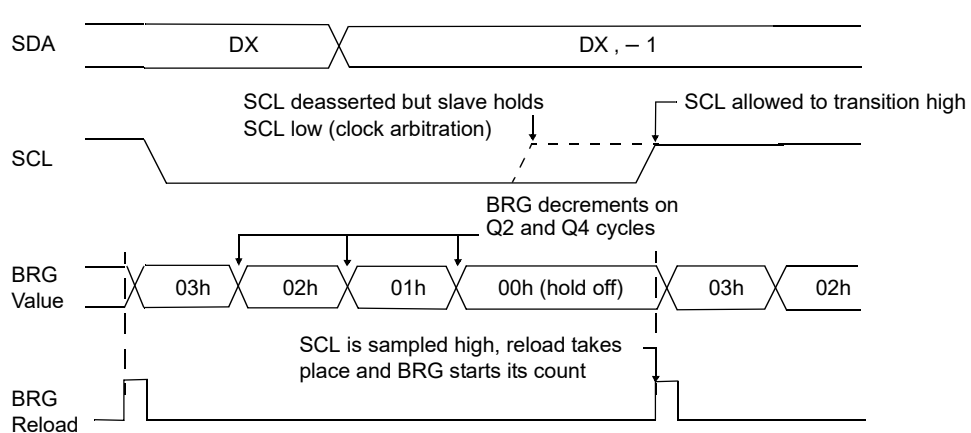 SDA
DX
DX , – 1
SCL deasserted but slave holds
SCL low (clock arbitration)
SCL allowed to transition high
SCL
BRG decrements on
Q2 and Q4 cycles
BRG
Value
03h
02h
01h
00h (hold off)
03h
02h
SCL is sampled high, reload takes
place and BRG starts its count
BRG
Reload